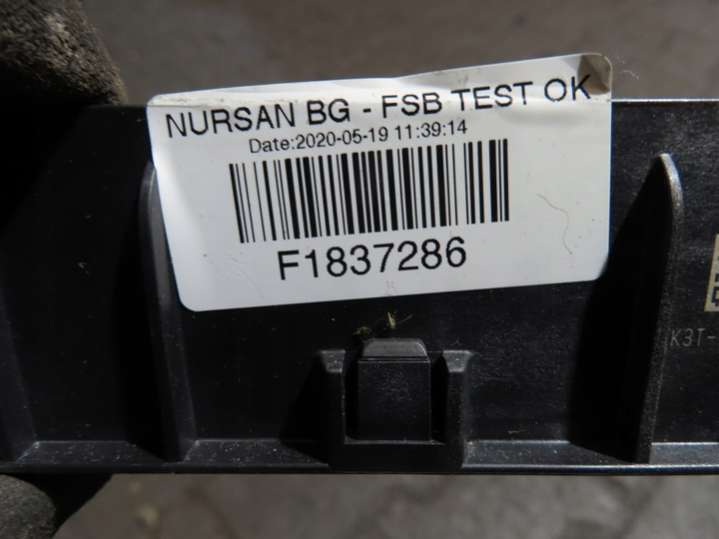 NURSAN BG - FSB TEST OK
Date:2020-05-19 11:39:14
F1837286
K3T-